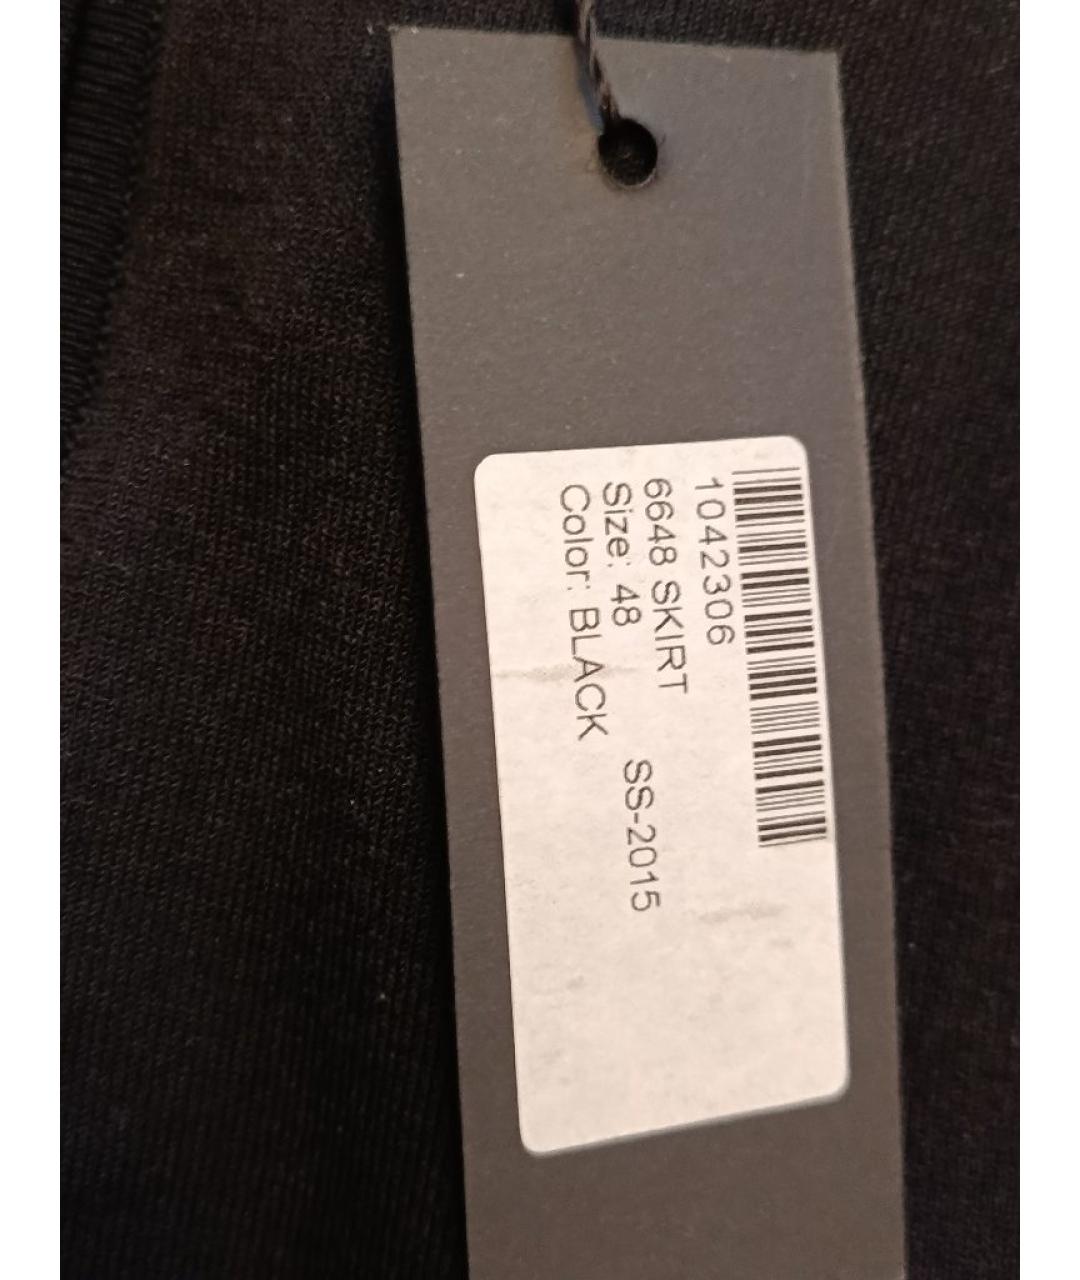 1042306
6648 SKIRT
Size: 48 SS-2015
Color: BLACK